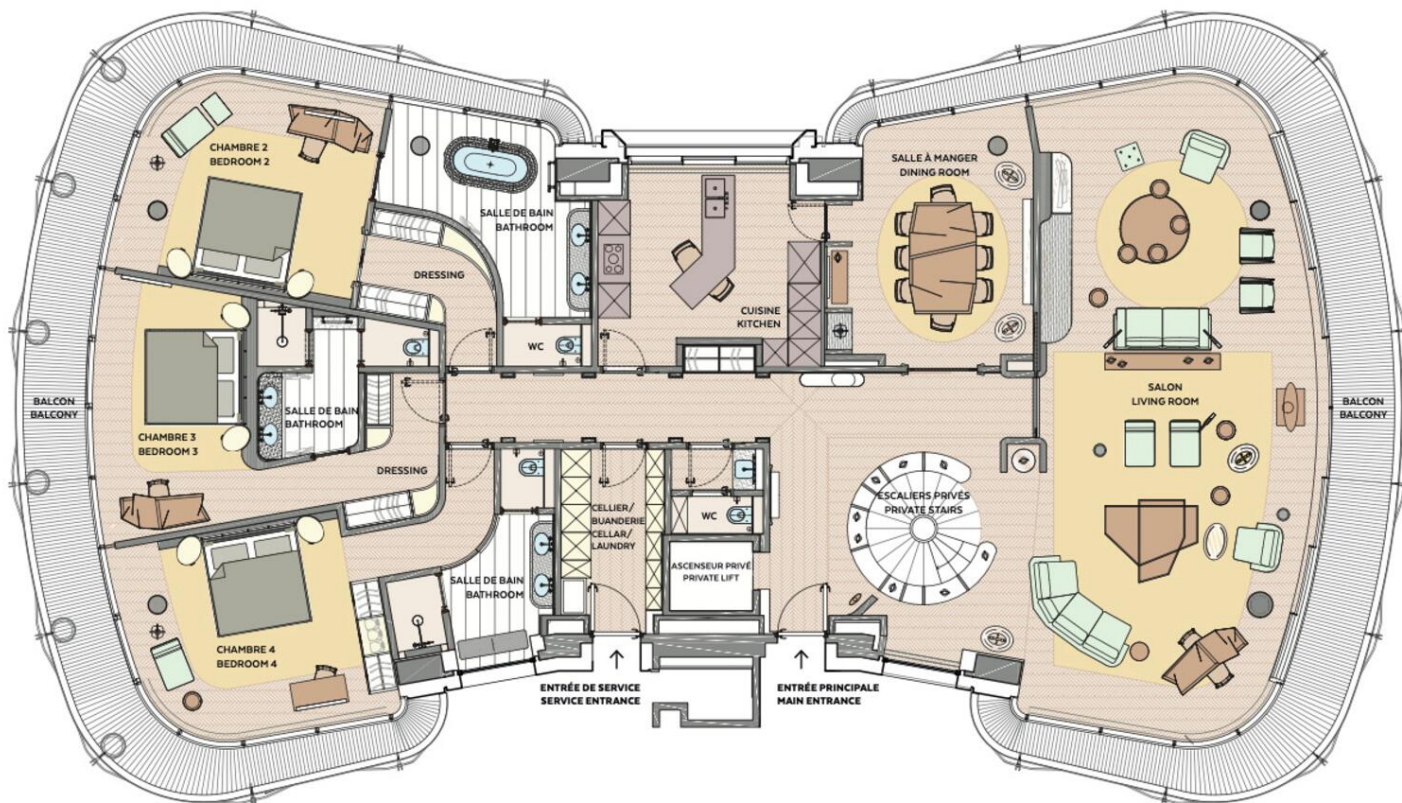 CHAMBRE 2
BEDROOM 2
SALLE DE BAIN
BATHROOM
DRESSING
WC
CUISINE
KITCHEN
SALLE À MANGER
DINING ROOM
SALON
LIVING ROOM
BALCON
BALCONY
BALCON
BALCONY
CHAMBRE 3
BEDROOM 3
SALLE DE BAIN
BATHROOM
DRESSING
CELLIER/
BUANDERIE
CELLAR/
LAUNDRY
WC
ESCALIERS PRIVÉS
PRIVATE STAIRS
ASCENSEUR PRIVÉ
PRIVATE LIFT
SALLE DE BAIN
BATHROOM
CHAMBRE 4
BEDROOM 4
ENTRÉE DE SERVICE
SERVICE ENTRANCE
ENTRÉE PRINCIPALE
MAIN ENTRANCE